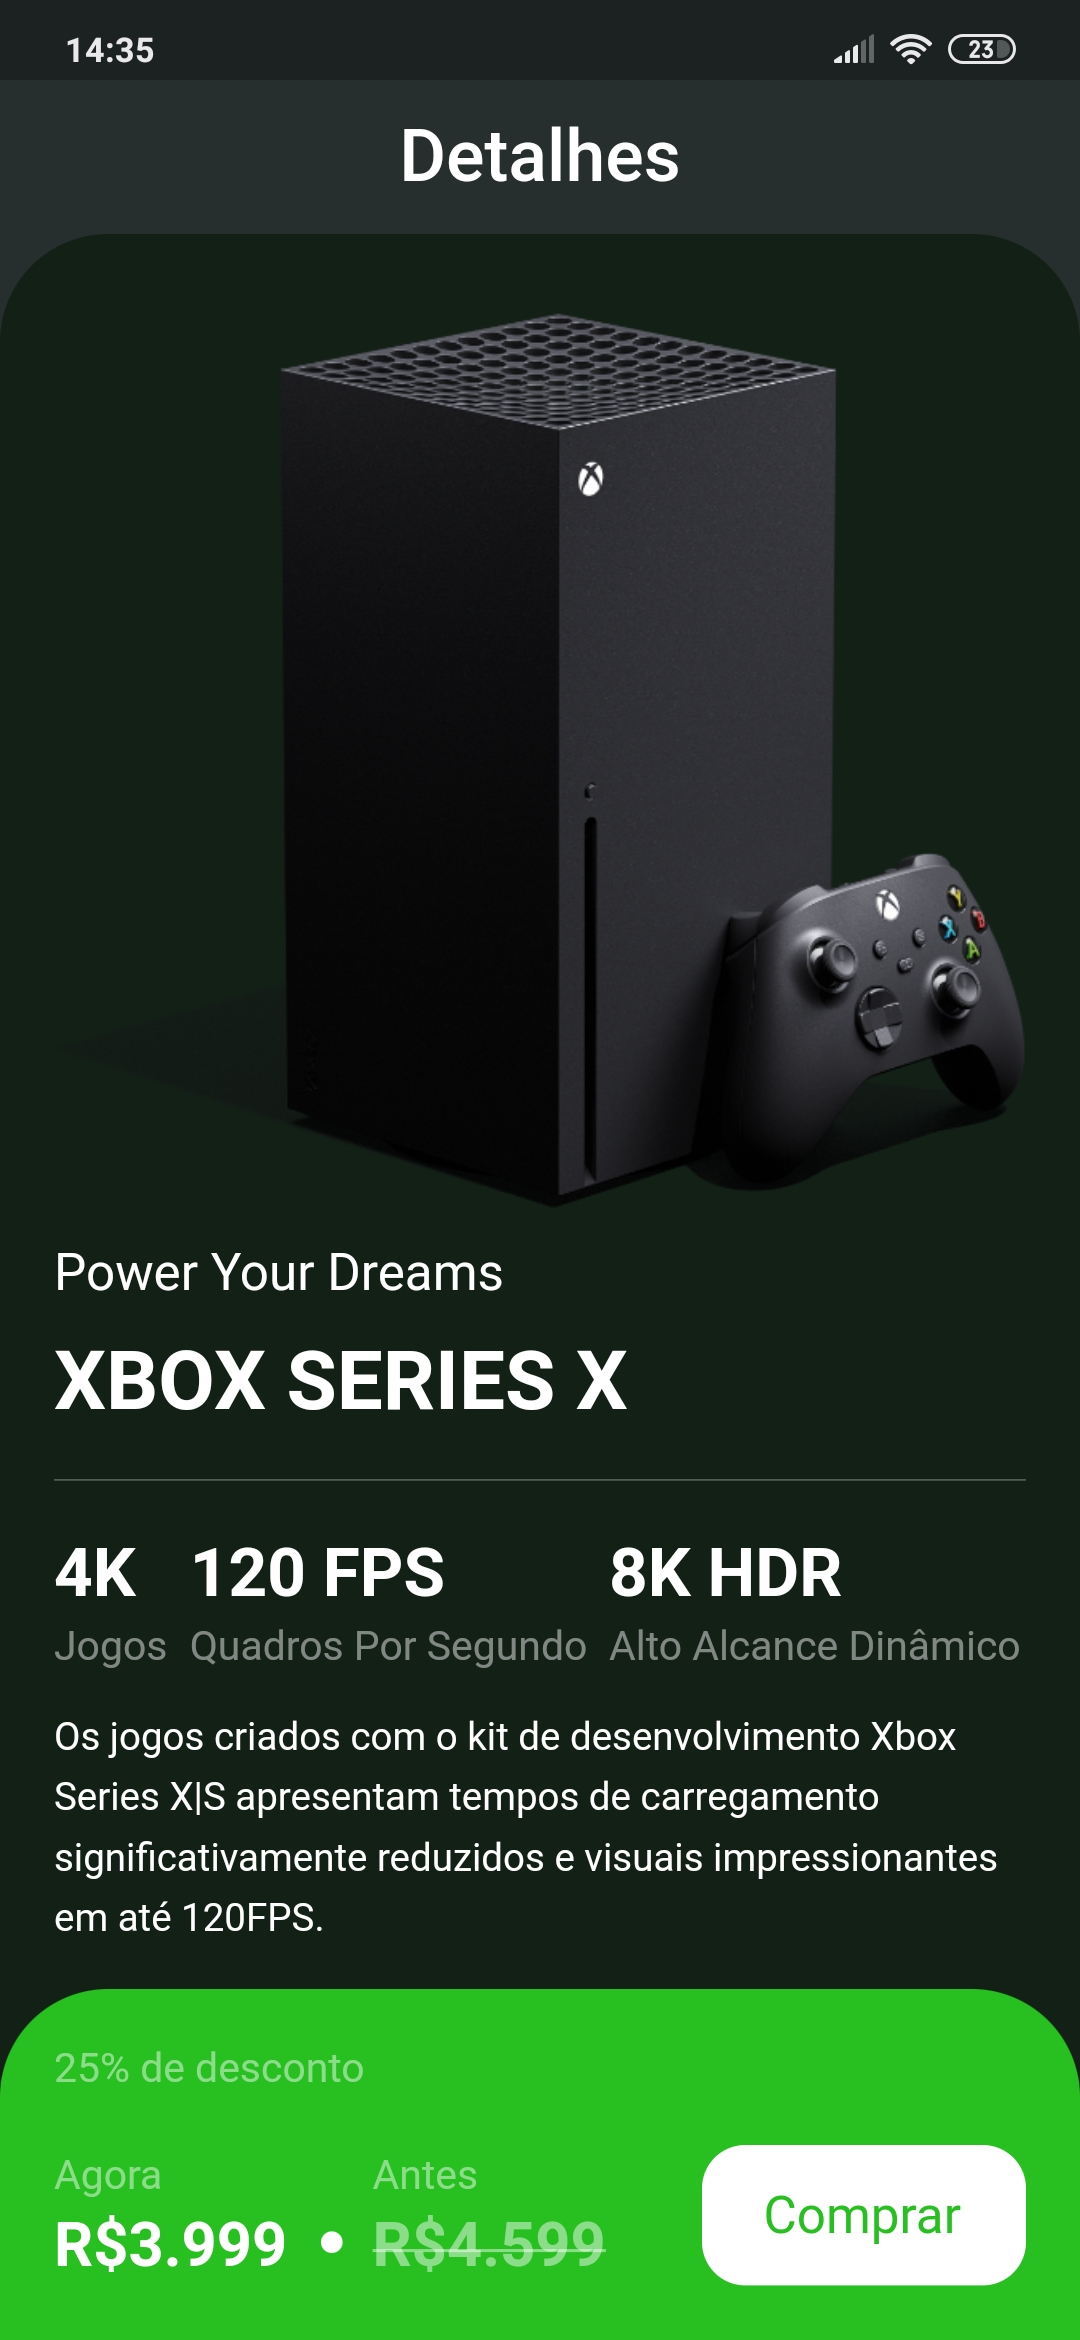 14:35
23
Detalhes
Y
B
X
A
Power Your Dreams
XBOX SERIES X
4K 120 FPS 8K HDR
Jogos Quadros Por Segundo Alto Alcance Dinâmico
Os jogos criados com o kit de desenvolvimento Xbox
Series X|S apresentam tempos de carregamento
significativamente reduzidos e visuais impressionantes
em até 120FPS.
25% de desconto
Agora Antes
R$3.999 • R$4.599
Comprar